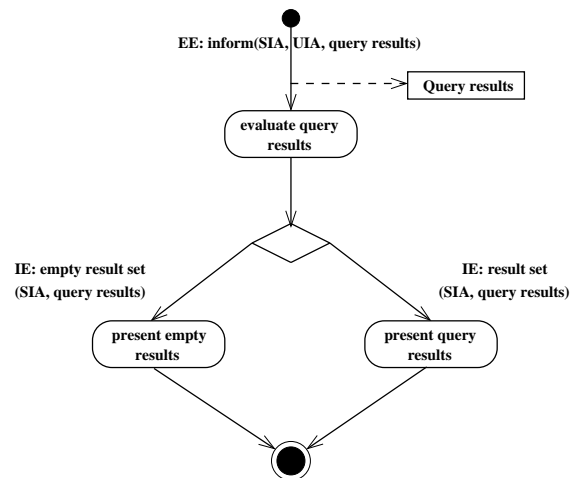 EE: inform(SIA, UIA, query results)
Query results
evaluate query
results
IE: empty result set
(SIA, query results)
IE: result set
(SIA, query results)
present empty
results
present query
results